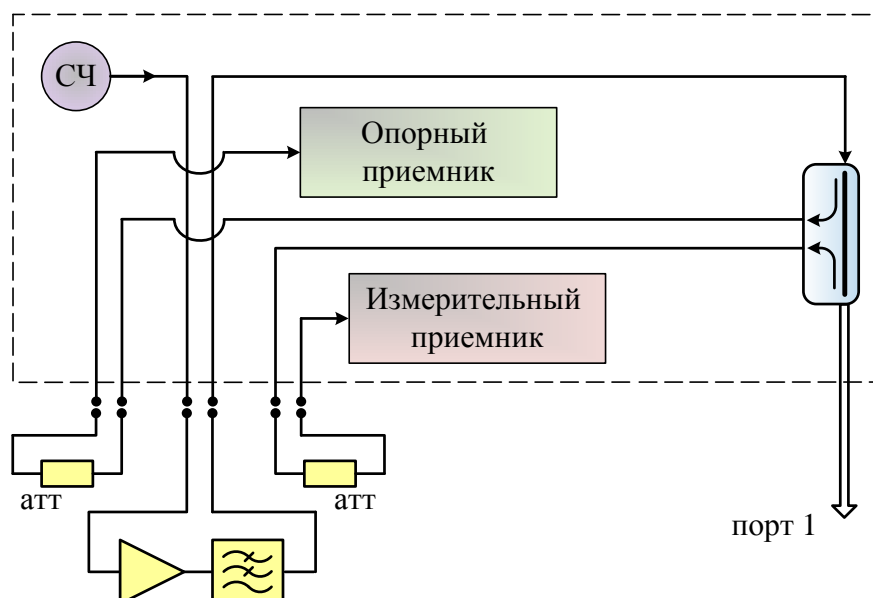 СЧ
Опорный
приемник
Измерительный
приемник
атт
атт
порт 1